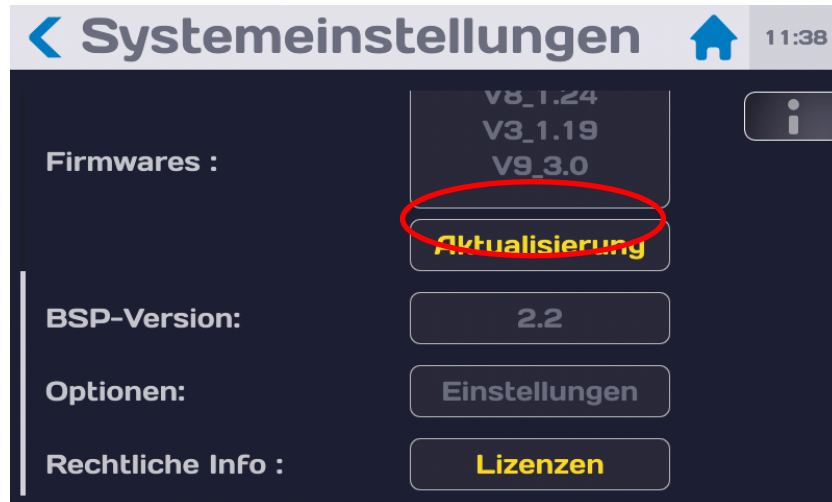 Systemeinstellungen
11:38
V8_1.24
V3_1.19
Firmwares :
V9_3.0
Aktualisierung
BSP-Version:
2.2
Optionen:
Einstellungen
Rechtliche Info :
Lizenzen